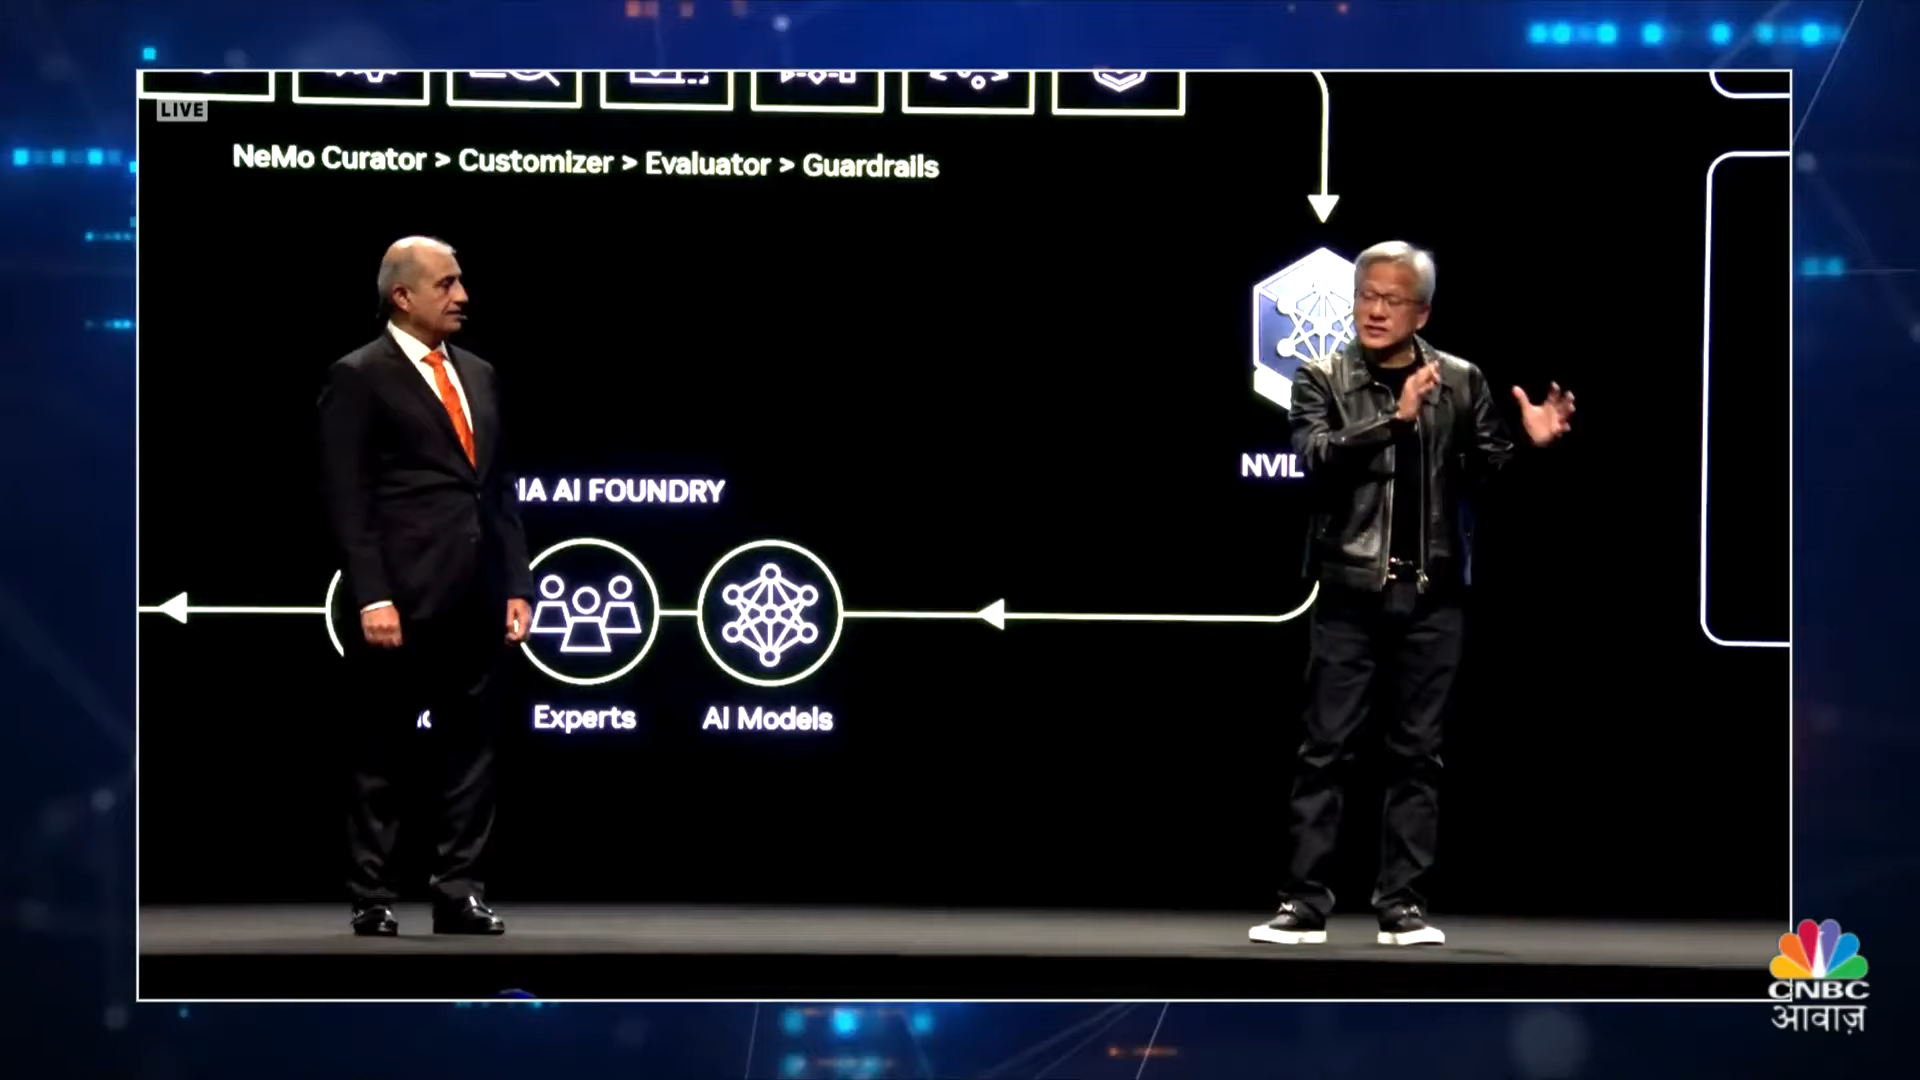 LIVE
NeMo Curator > Customizer > Evaluator > Guardrails
NVIL
IA AI FOUNDRY
Experts
AI Models
CNBC
आवाज़